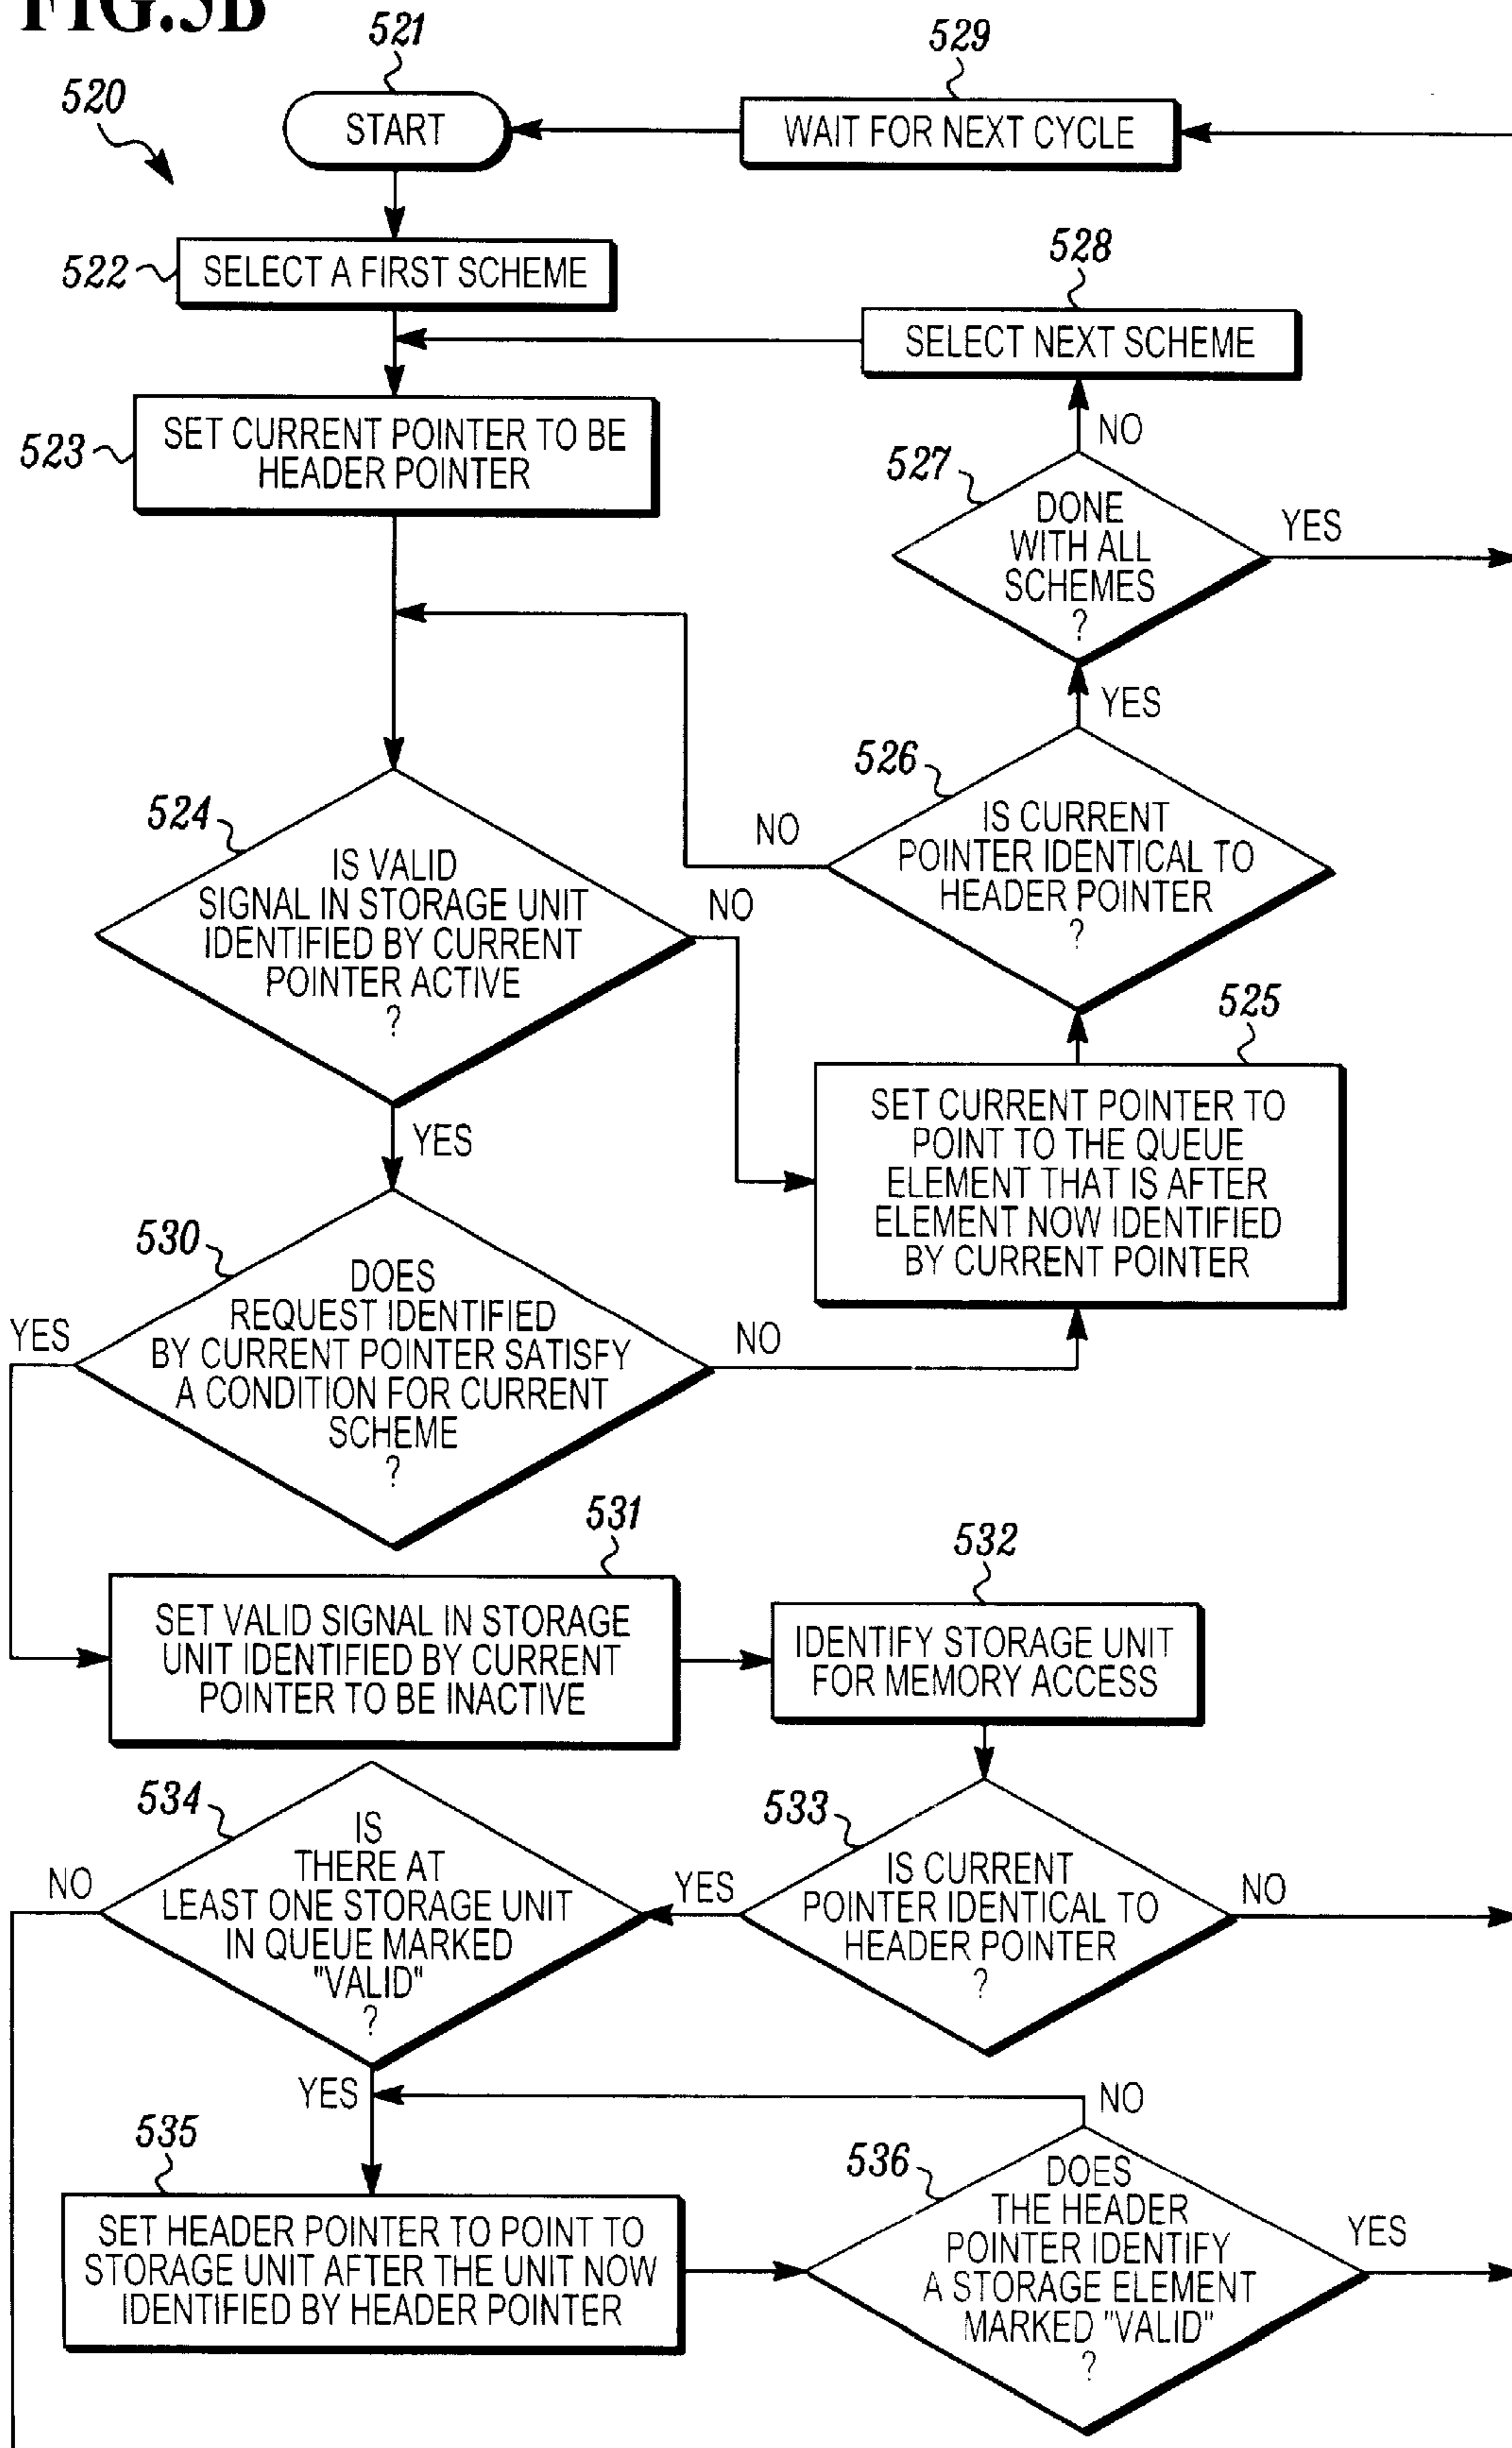 FIG.5B
521
529
520
START
WAIT FOR NEXT CYCLE
522
SELECT A FIRST SCHEME
528
SELECT NEXT SCHEME
523
SET CURRENT POINTER TO BE
HEADER POINTER
NO
527
DONE
WITH ALL
SCHEMES
?
YES
YES
526
IS CURRENT
POINTER IDENTICAL TO
HEADER POINTER
?
NO
524
IS VALID
SIGNAL IN STORAGE UNIT
IDENTIFIED BY CURRENT
POINTER ACTIVE
?
NO
YES
525
SET CURRENT POINTER TO
POINT TO THE QUEUE
ELEMENT THAT IS AFTER
ELEMENT NOW IDENTIFIED
BY CURRENT POINTER
530
DOES
REQUEST IDENTIFIED
BY CURRENT POINTER SATISFY
A CONDITION FOR CURRENT
SCHEME
?
YES
NO
531
SET VALID SIGNAL IN STORAGE
UNIT IDENTIFIED BY CURRENT
POINTER TO BE INACTIVE
532
IDENTIFY STORAGE UNIT
FOR MEMORY ACCESS
533
IS CURRENT
POINTER IDENTICAL TO
HEADER POINTER
?
YES
NO
534
IS
THERE AT
LEAST ONE STORAGE UNIT
IN QUEUE MARKED
"VALID"
?
NO
YES
535
SET HEADER POINTER TO POINT TO
STORAGE UNIT AFTER THE UNIT NOW
IDENTIFIED BY HEADER POINTER
536
DOES
THE HEADER
POINTER IDENTIFY
A STORAGE ELEMENT
MARKED "VALID"
?
NO
YES